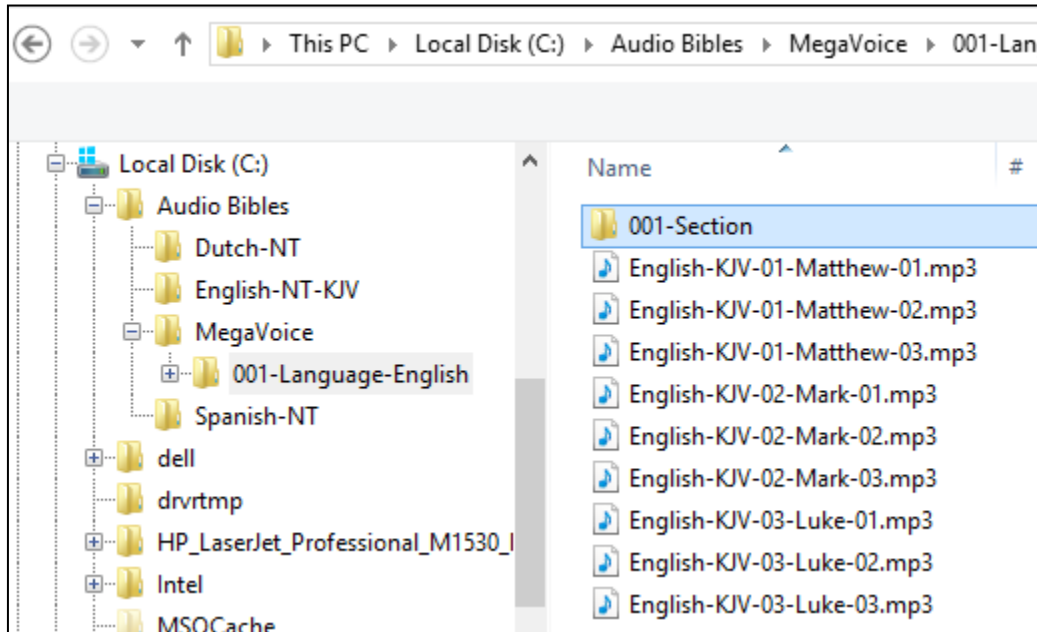 This PC Local Disk (C:) Audio Bibles MegaVoice 001-Lan
Local Disk (C:)
Audio Bibles
Dutch-NT
English-NT-KJV
MegaVoice
001-Language-English
Spanish-NT
dell
drvrtmp
HP_LaserJet_Professional_M1530_
Intel
MSOCache
Name #
001-Section
English-KJV-01-Matthew-01.mp3
English-KJV-01-Matthew-02.mp3
English-KJV-01-Matthew-03.mp3
English-KJV-02-Mark-01.mp3
English-KJV-02-Mark-02.mp3
English-KJV-02-Mark-03.mp3
English-KJV-03-Luke-01.mp3
English-KJV-03-Luke-02.mp3
English-KJV-03-Luke-03.mp3